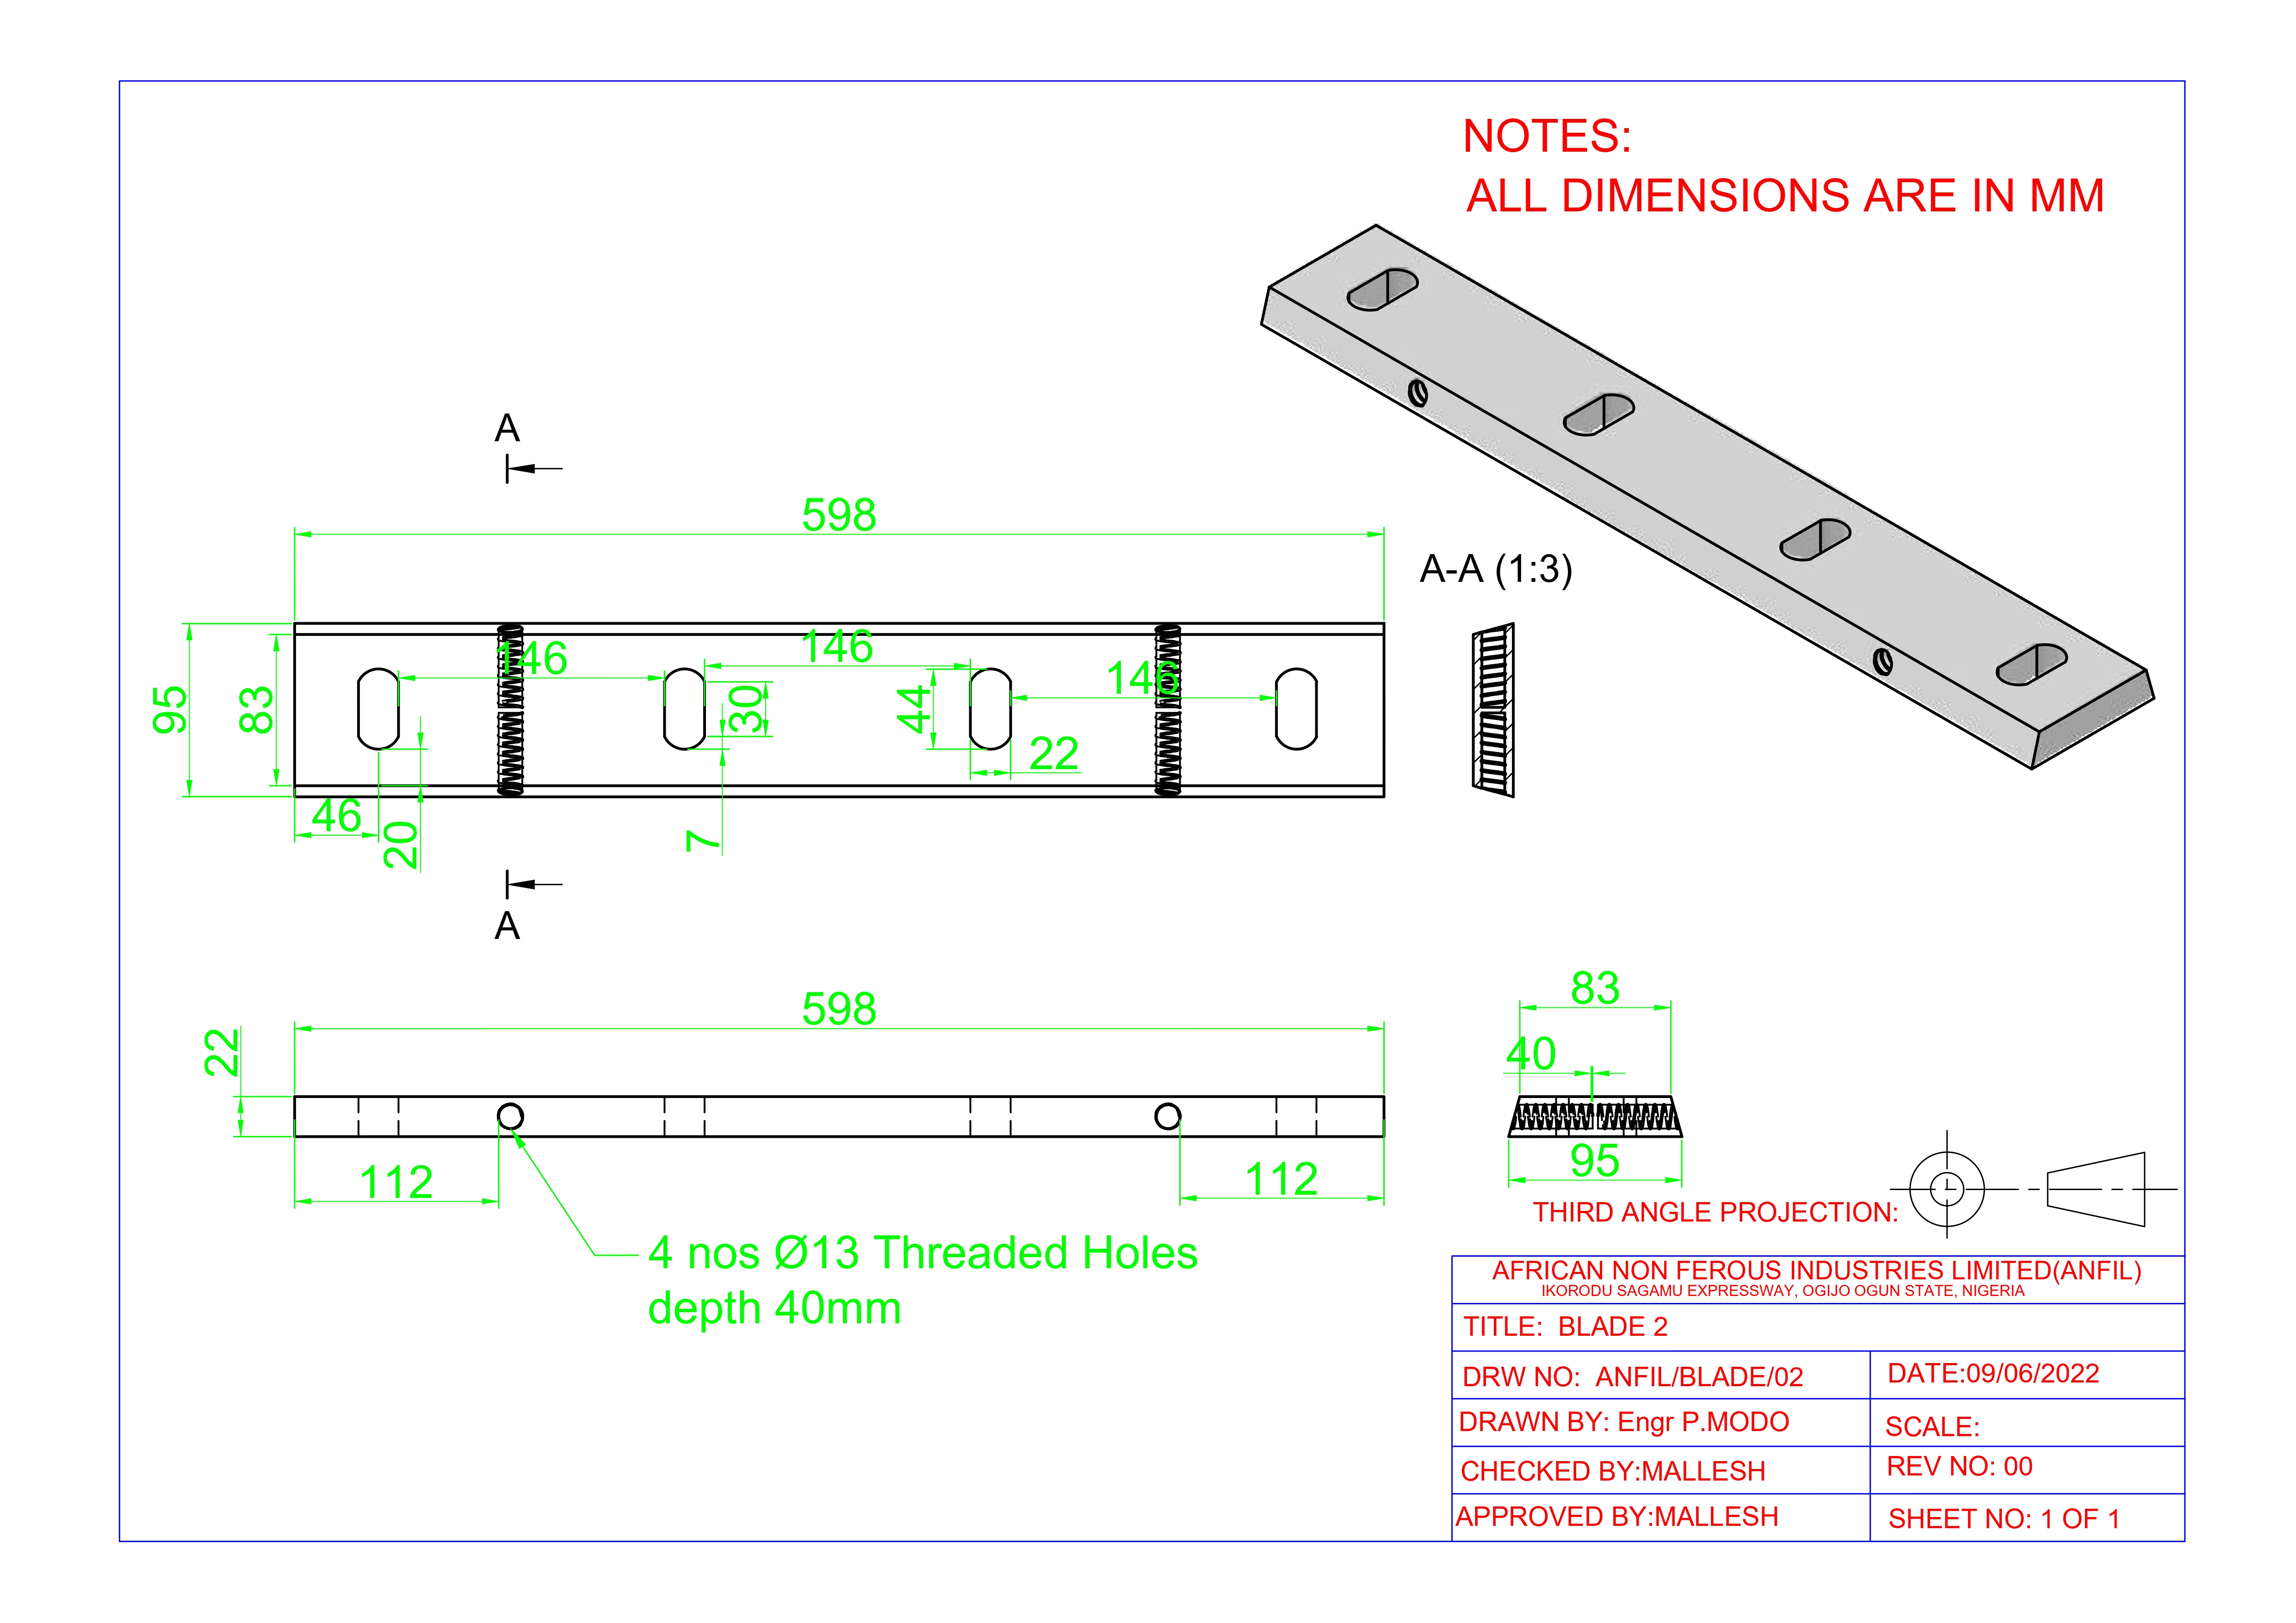 NOTES:
ALL DIMENSIONS ARE IN MM
A
598
A-A (1:3)
146
146
146
95
83
30
44
22
46
20
7
A
598
22
112
112
4 nos Ø13 Threaded Holes
depth 40mm
83
40
95
THIRD ANGLE PROJECTION:
AFRICAN NON FEROUS INDUSTRIES LIMITED(ANFIL)
IKORODU SAGAMU EXPRESSWAY, OGIJO OGUN STATE, NIGERIA
TITLE: BLADE 2
DRW NO: ANFIL/BLADE/02
DATE:09/06/2022
DRAWN BY: Engr P.MODO
SCALE:
CHECKED BY:MALLESH
REV NO: 00
APPROVED BY:MALLESH
SHEET NO: 1 OF 1